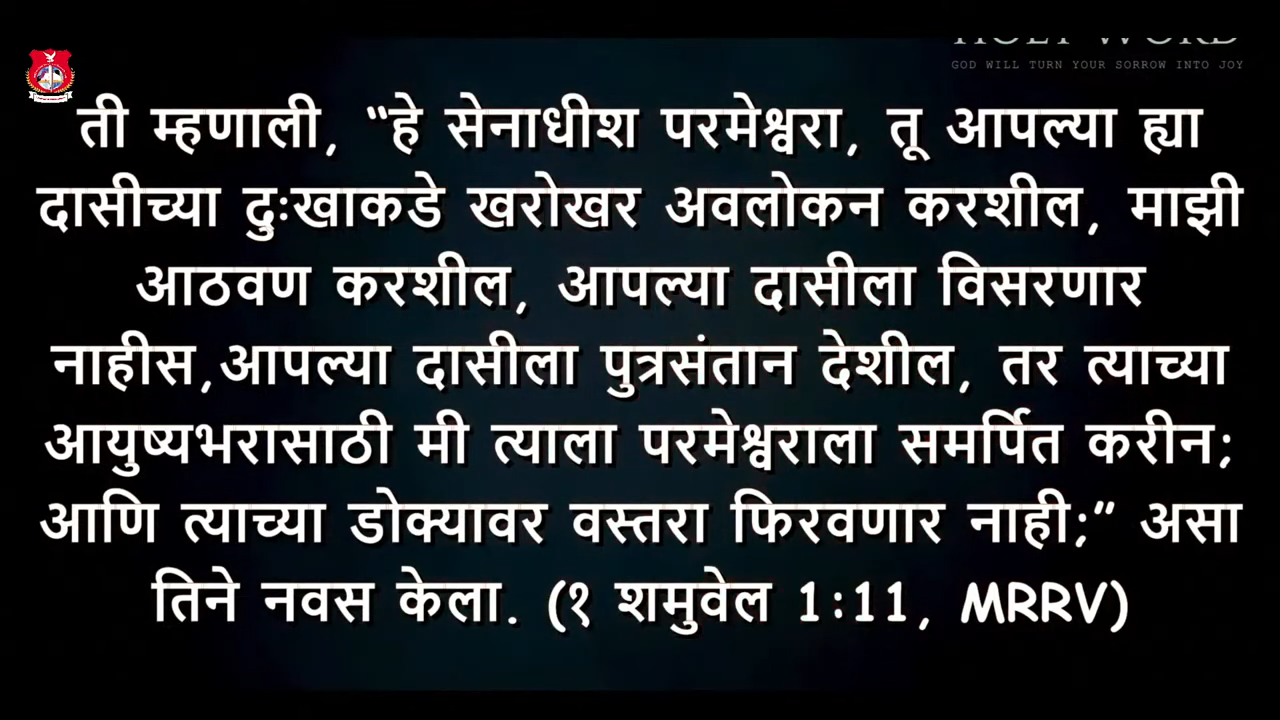 HOLY WORD
GOD WILL TURN YOUR SORROW INTO JOY
ती म्हणाली, “हे सेनाधीश परमेश्वरा, तू आपल्या ह्या
दासीच्या दुःखाकडे खरोखर अवलोकन करशील, माझी
आठवण करशील, आपल्या दासीला विसरणार
नाहीस,आपल्या दासीला पुत्रसंतान देशील, तर त्याच्या
आयुष्यभरासाठी मी त्याला परमेश्वराला समर्पित करीन;
आणि त्याच्या डोक्यावर वस्तरा फिरवणार नाही;” असा
तिने नवस केला. (१ शमुवेल 1:11, MRRV)